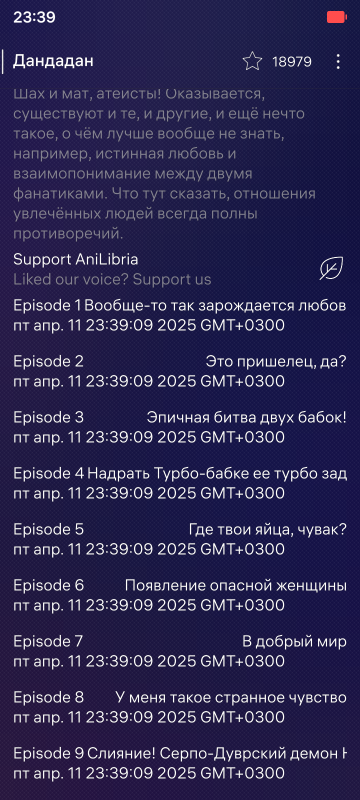 23:39
Дандадан
18979
Шах и мат, атеисты! Оказывается,
существуют и те, и другие, и ещё нечто
такое, о чём лучше вообще не знать,
например, истинная любовь и
взаимопонимание между двумя
фанатиками. Что тут сказать, отношения
увлечённых людей всегда полны
противоречий.
Support AniLibria
Liked our voice? Support us
Episode 1 Вообще-то так зарождается любов
пт апр. 11 23:39:09 2025 GMT+0300
Episode 2 Это пришелец, да?
пт апр. 11 23:39:09 2025 GMT+0300
Episode 3 Эпичная битва двух бабок!
пт апр. 11 23:39:09 2025 GMT+0300
Episode 4 Надрать Турбо-бабке ее турбо зад
пт апр. 11 23:39:09 2025 GMT+0300
Episode 5 Где твои яйца, чувак?
пт апр. 11 23:39:09 2025 GMT+0300
Episode 6 Появление опасной женщины
пт апр. 11 23:39:09 2025 GMT+0300
Episode 7 В добрый мир
пт апр. 11 23:39:09 2025 GMT+0300
Episode 8 У меня такое странное чувство
пт апр. 11 23:39:09 2025 GMT+0300
Episode 9 Слияние! Серпо-Дуврский демон
пт апр. 11 23:39:09 2025 GMT+0300